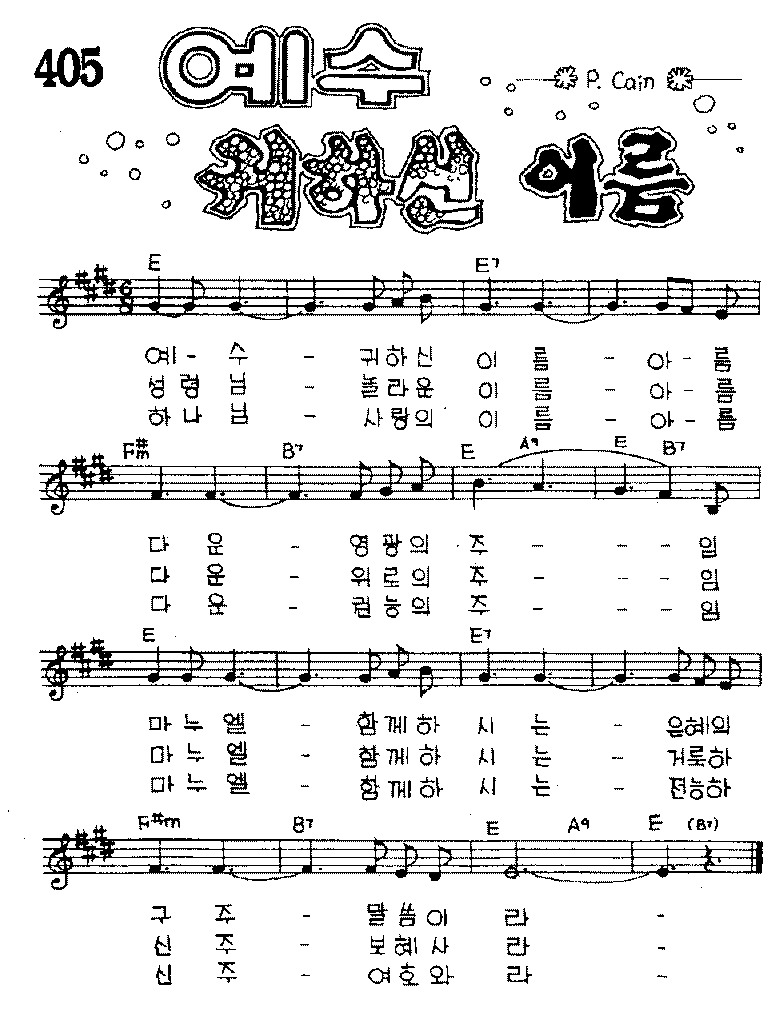 405 예수
P. Cain
귀하신 이름
E E7
6
8
예 - 수 - 귀하신 이 름 - 아 - 름
성 령 님 - 놀라운 이 름 - 아 - 름
하 나 님 - 사랑의 이 름 - 아 - 름
F#m B7 E A9 E B7
다 운 - 영광의 주 - - - 임
다 운 - 위로의 주 - - - 임
다 운 - 권능의 주 - - - 임
E E7
마 누 엘 - 함께하 시 는 - 은혜의
마 누 엘 - 함께하 시 는 - 거룩하
마 누 엘 - 함께하 시 는 - 전능하
F#m B7 E A9 E (B7)
구 주 - 말씀이 라 -
신 주 - 보혜사 라 -
신 주 - 여호와 라 -